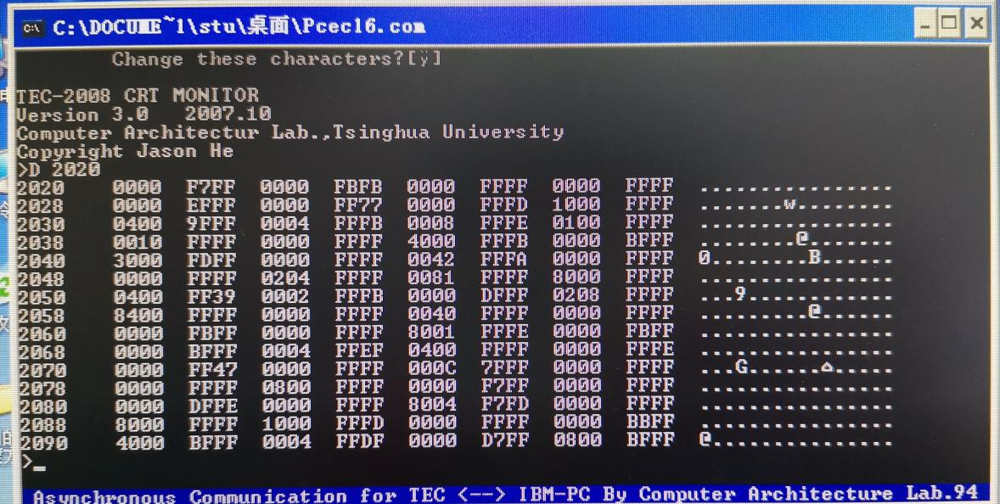 C:\DOCUME~1\stu\桌面\Pcec16.com
Change these characters?[y]
TEC-2008 CRT MONITOR
Version 3.0   2007.10
Computer Architectur Lab.,Tsinghua University
Copyright Jason He
>D 2020
2020 0000 F7FF 0000 FBFB 0000 FFFF 0000 FFFF ................
2028 0000 EFFF 0000 FF77 0000 FFFD 1000 FFFF .......w........
2030 0400 9FFF 0004 FFFB 0008 FFFE 0100 FFFF ................
2038 0010 FFFF 0000 FFFF 4000 FFFB 0000 BFFF ........@.......
2040 3000 FDFF 0000 FFFF 0042 FFFA 0000 FFFF 0........B......
2048 0000 FFFF 0204 FFFF 0081 FFFF 8000 FFFF ................
2050 0400 FF39 0002 FFFB 0000 DFFF 0208 FFFF ...9............
2058 8400 FFFF 0000 FFFF 0040 FFFF 0000 FFFF .........@......
2060 0000 FBFF 0000 FFFF 8001 FFFE 0000 FBFF ................
2068 0000 BFFF 0004 FFEF 0400 FFFF 0000 FFFE ................
2070 0000 FF47 0000 FFFF 000C 7FFF 0000 FFFF ...G......⌂.....
2078 0000 FFFF 0800 FFFF 0000 F7FF 0000 FFFF ................
2080 0000 DFFE 0000 FFFF 8004 F7FD 0000 FFFF ................
2088 8000 FFFF 1000 FFFD 0000 FFFF 0000 BBFF ................
2090 4000 BFFF 0004 FFDF 0000 D7FF 0800 BFFF @...............
>_
Asynchronous Communication for TEC <--> IBM-PC By Computer Architecture Lab.94